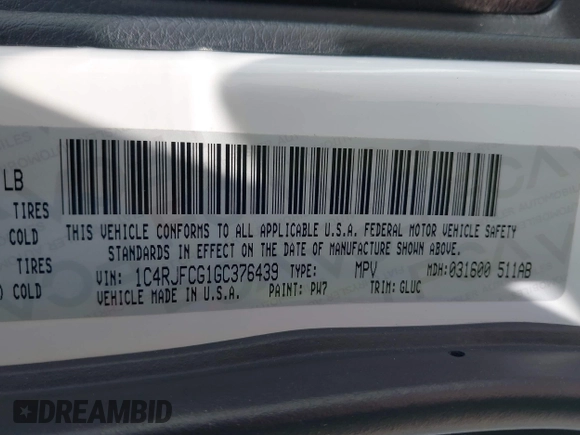 LB
TIRES
COLD
TIRES
COLD
THIS VEHICLE CONFORMS TO ALL APPLICABLE U.S.A. FEDERAL MOTOR VEHICLE SAFETY
STANDARDS IN EFFECT ON THE DATE OF MANUFACTURE SHOWN ABOVE.
VIN: 1C4RJFCG1GC376439 TYPE: MPV MDH:031600 511AB
VEHICLE MADE IN U.S.A. PAINT: PW7 TRIM: GLUC
DREAMBID